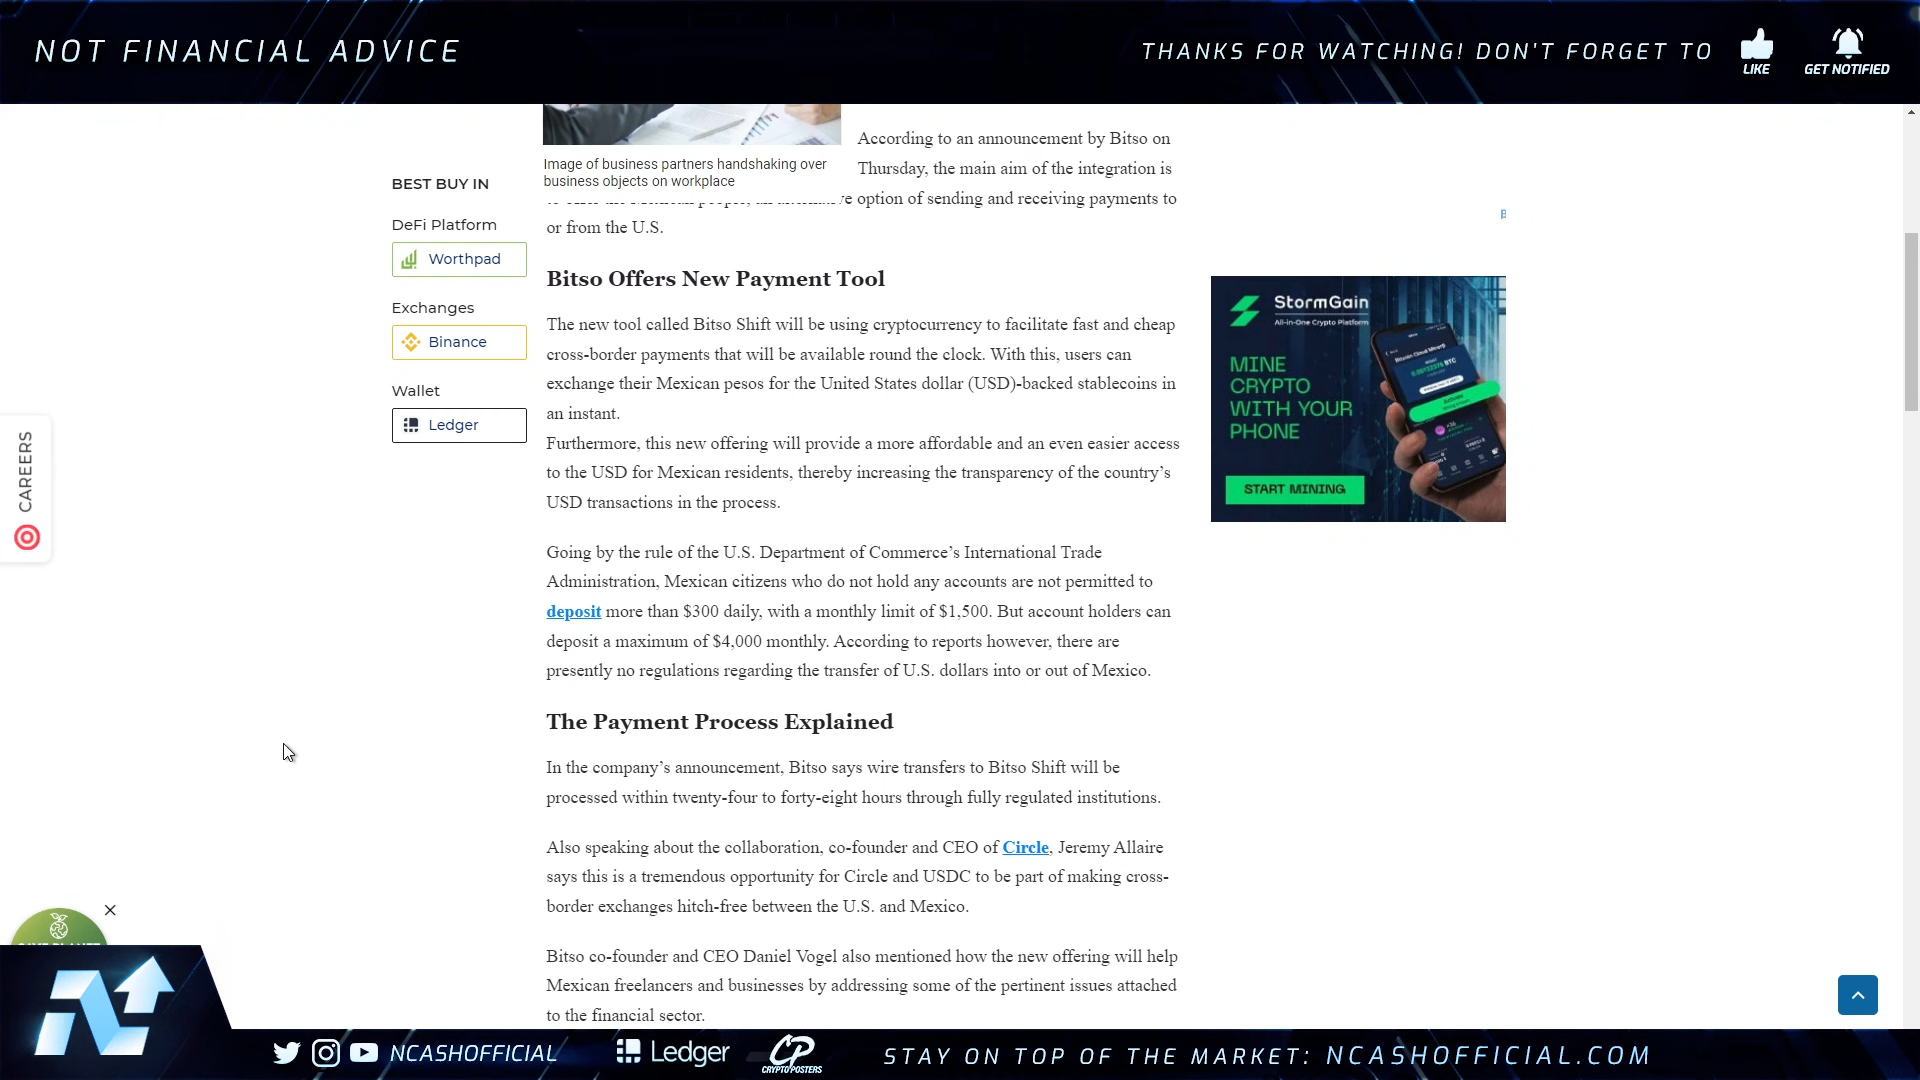 NOT FINANCIAL ADVICE
THANKS FOR WATCHING! DON'T FORGET TO
LIKE
GET NOTIFIED
Image of business partners handshaking over
business objects on workplace
According to an announcement by Bitso on
Thursday, the main aim of the integration is
option of sending and receiving payments to
or from the U.S.
BEST BUY IN
DeFi Platform
Worthpad
Exchanges
Binance
Wallet
Ledger
CAREERS
Bitso Offers New Payment Tool
The new tool called Bitso Shift will be using cryptocurrency to facilitate fast and cheap
cross-border payments that will be available round the clock. With this, users can
exchange their Mexican pesos for the United States dollar (USD)-backed stablecoins in
an instant.
Furthermore, this new offering will provide a more affordable and an even easier access
to the USD for Mexican residents, thereby increasing the transparency of the country’s
USD transactions in the process.
Going by the rule of the U.S. Department of Commerce’s International Trade
Administration, Mexican citizens who do not hold any accounts are not permitted to
deposit more than $300 daily, with a monthly limit of $1,500. But account holders can
deposit a maximum of $4,000 monthly. According to reports however, there are
presently no regulations regarding the transfer of U.S. dollars into or out of Mexico.
The Payment Process Explained
In the company’s announcement, Bitso says wire transfers to Bitso Shift will be
processed within twenty-four to forty-eight hours through fully regulated institutions.
Also speaking about the collaboration, co-founder and CEO of Circle, Jeremy Allaire
says this is a tremendous opportunity for Circle and USDC to be part of making cross-
border exchanges hitch-free between the U.S. and Mexico.
Bitso co-founder and CEO Daniel Vogel also mentioned how the new offering will help
Mexican freelancers and businesses by addressing some of the pertinent issues attached
to the financial sector.
StormGain
All-in-One Crypto Platform
MINE
CRYPTO
WITH YOUR
PHONE
START MINING
NCASHOFFICIAL
Ledger
CP
CRYPTO POSTERS
STAY ON TOP OF THE MARKET: NCASHOFFICIAL.COM